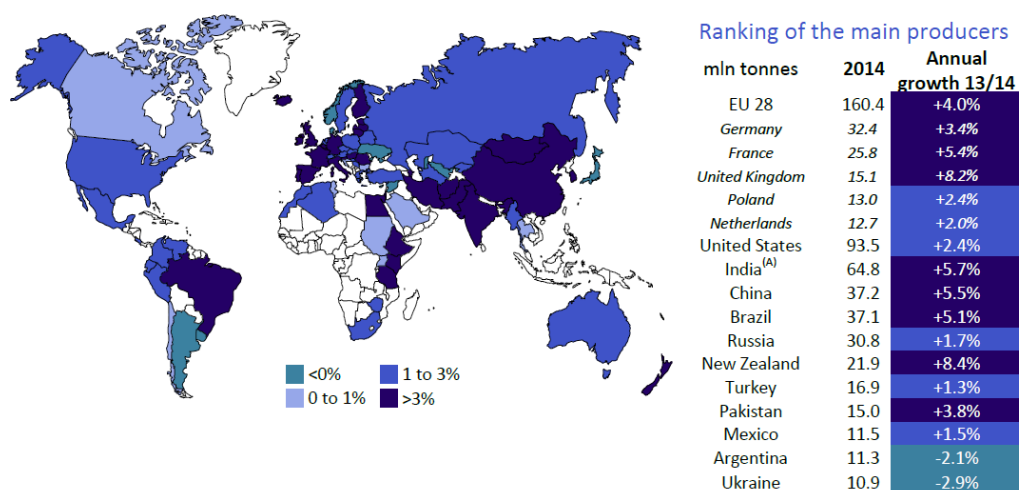 Ranking of the main producers
mln tonnes 2014 Annual growth 13/14
EU 28 160.4 +4.0%
Germany 32.4 +3.4%
France 25.8 +5.4%
United Kingdom 15.1 +8.2%
Poland 13.0 +2.4%
Netherlands 12.7 +2.0%
United States 93.5 +2.4%
India(A) 64.8 +5.7%
China 37.2 +5.5%
Brazil 37.1 +5.1%
Russia 30.8 +1.7%
New Zealand 21.9 +8.4%
Turkey 16.9 +1.3%
Pakistan 15.0 +3.8%
Mexico 11.5 +1.5%
Argentina 11.3 -2.1%
Ukraine 10.9 -2.9%
<0% 1 to 3%
0 to 1% >3%